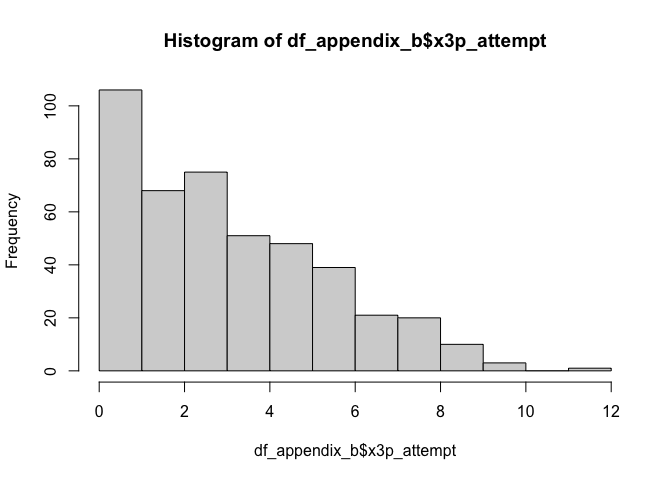 Histogram of df_appendix_b$x3p_attempt
Frequency
100
80
60
40
20
0
0 2 4 6 8 10 12
df_appendix_b$x3p_attempt